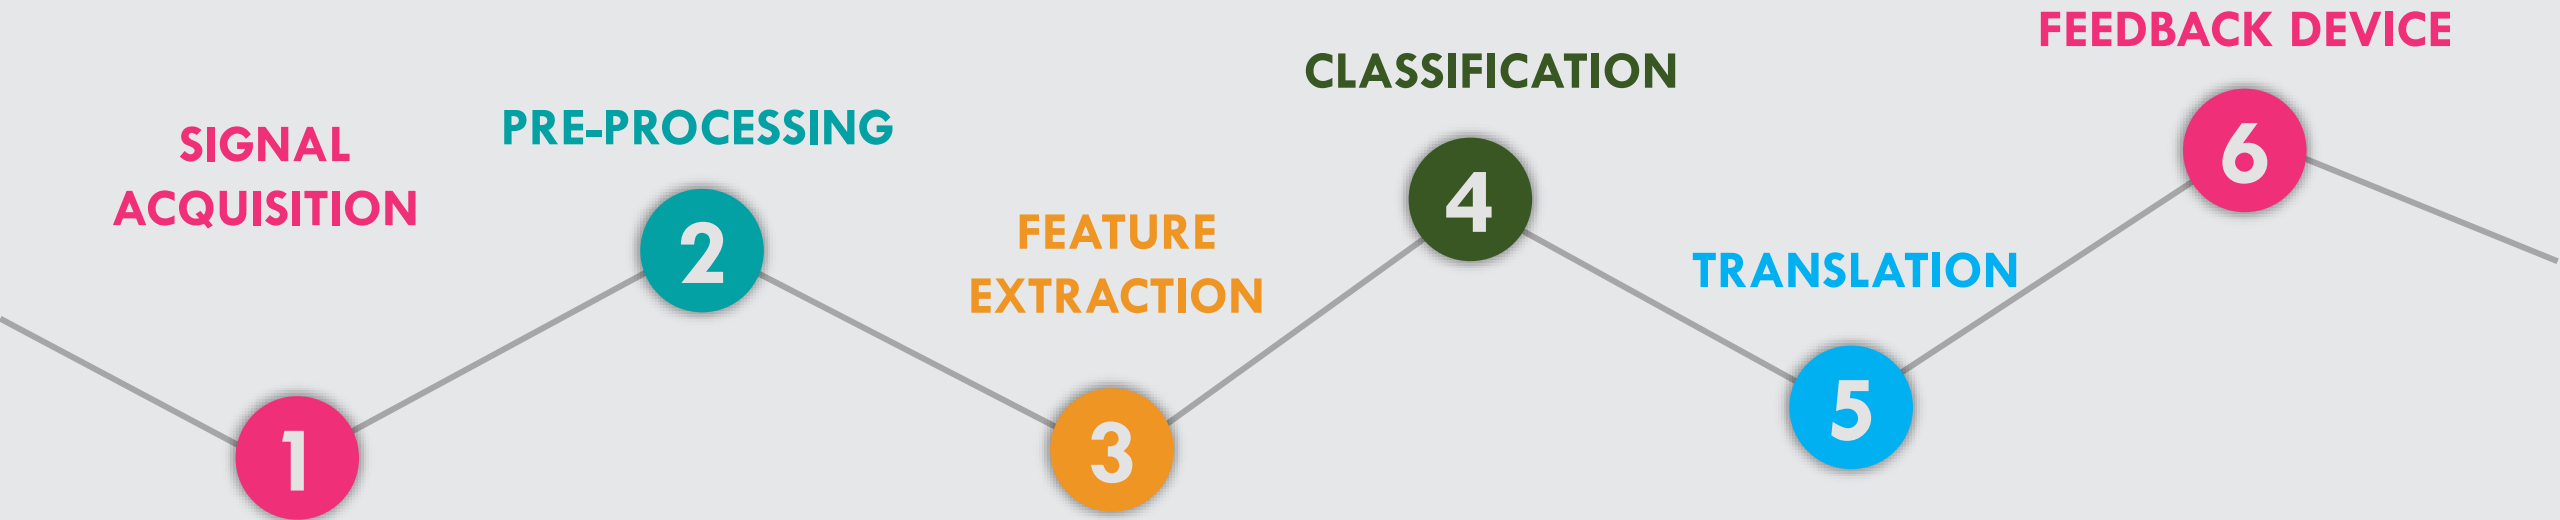 SIGNAL
ACQUISITION
1
PRE-PROCESSING
2
FEATURE
EXTRACTION
3
CLASSIFICATION
4
TRANSLATION
5
FEEDBACK DEVICE
6